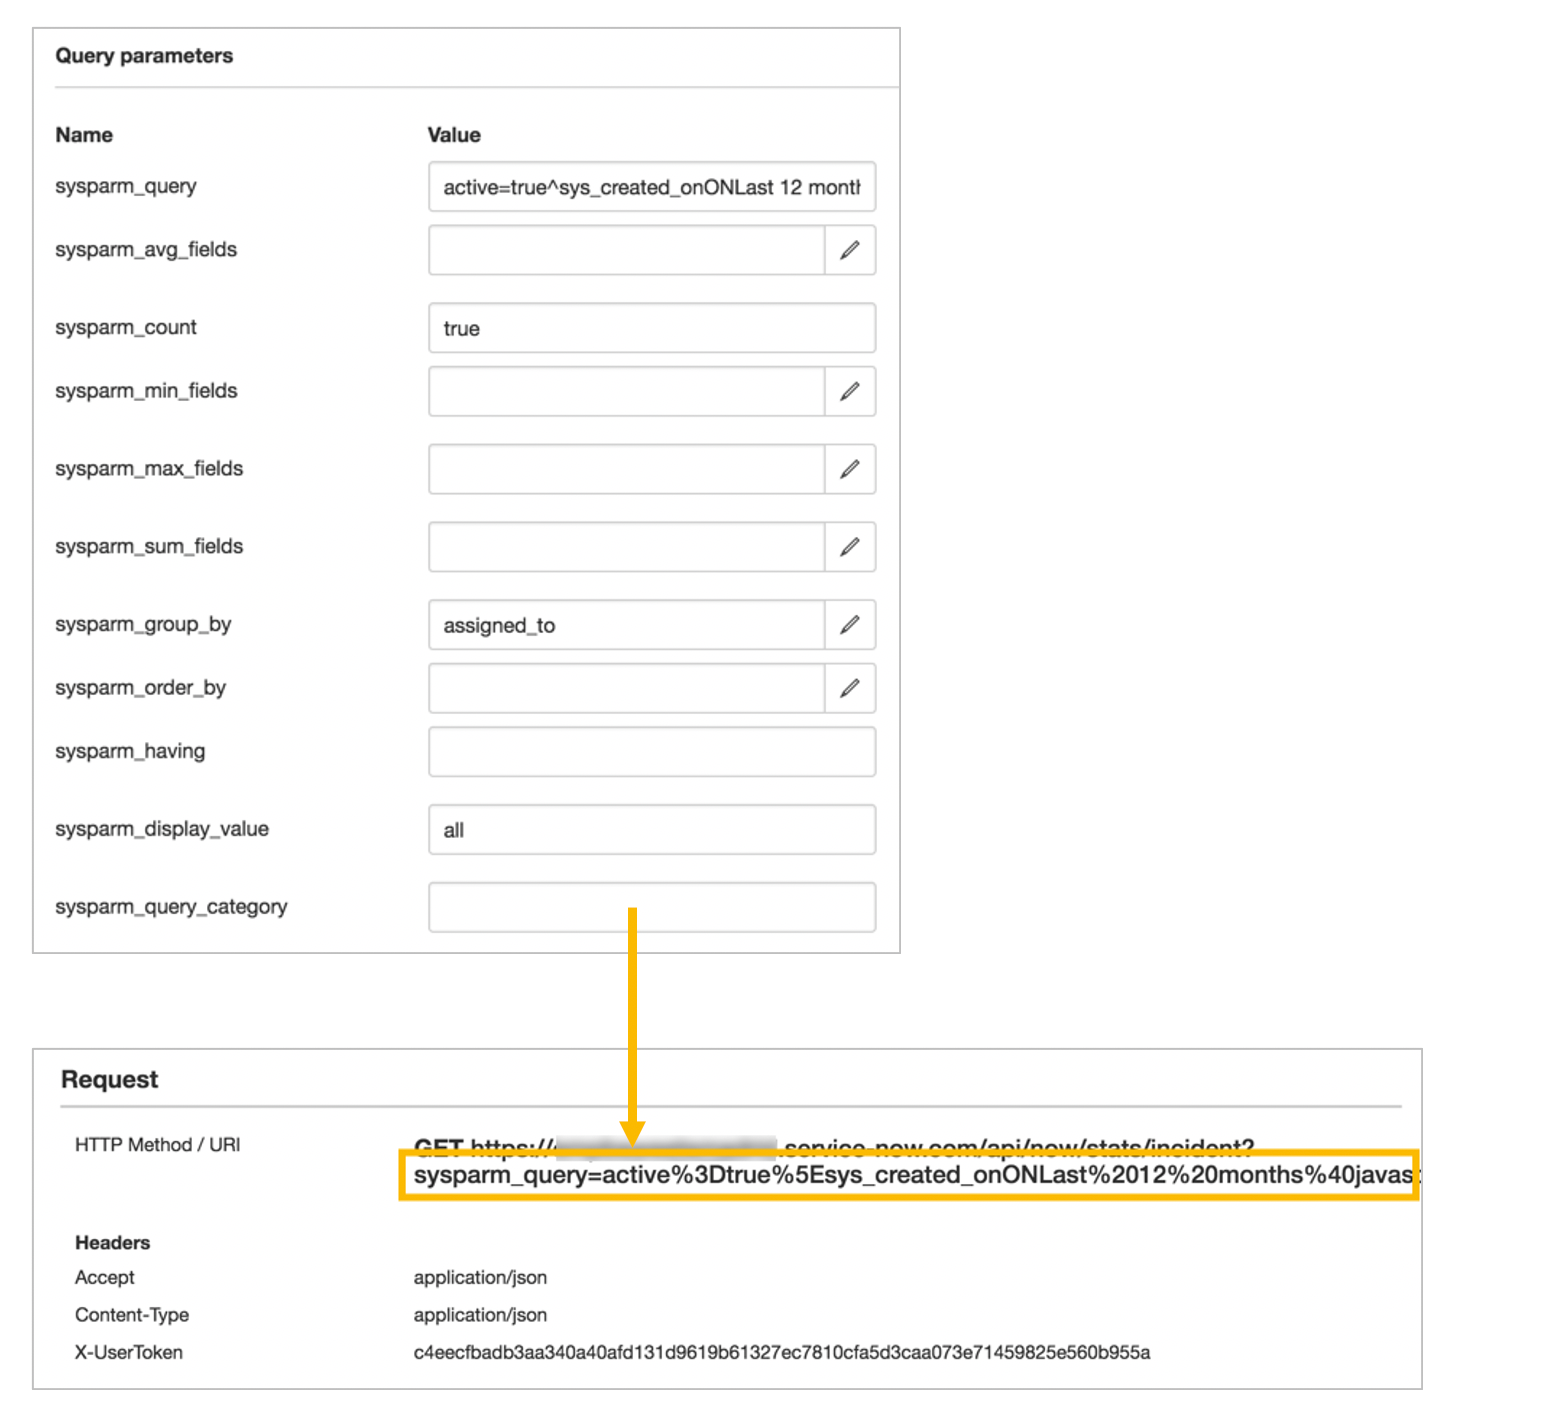 Query parameters
Name Value
sysparm_query active=true^sys_created_onONLast 12 month
sysparm_avg_fields
sysparm_count true
sysparm_min_fields
sysparm_max_fields
sysparm_sum_fields
sysparm_group_by assigned_to
sysparm_order_by
sysparm_having
sysparm_display_value all
sysparm_query_category
Request
HTTP Method / URI GET https:// .service-now.com/api/now/stats/incident?
sysparm_query=active%3Dtrue%5Esys_created_onONLast%2012%20months%40javas
Headers
Accept application/json
Content-Type application/json
X-UserToken c4eecfbadb3aa340a40afd131d9619b61327ec7810cfa5d3caa073e71459825e560b955a